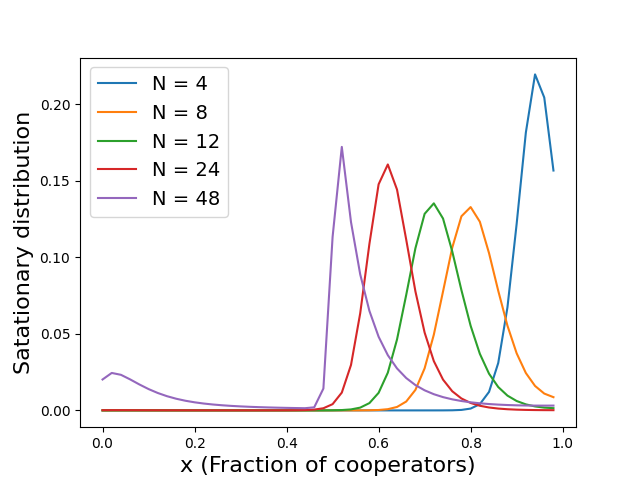 N = 4
N = 8
N = 12
N = 24
N = 48
Satationary distribution
0.20
0.15
0.10
0.05
0.00
0.0 0.2 0.4 0.6 0.8 1.0
x (Fraction of cooperators)